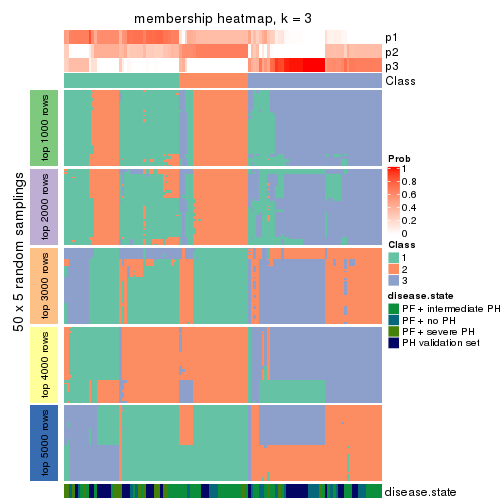 membership heatmap, k = 3
p1
p2
p3
Class
50 x 5 random samplings
top 1000 rows
top 2000 rows
top 3000 rows
top 4000 rows
top 5000 rows
Prob
1
0.8
0.6
0.4
0.2
0
Class
1
2
3
disease.state
PF + intermediate PH
PF + no PH
PF + severe PH
PH validation set
disease.state